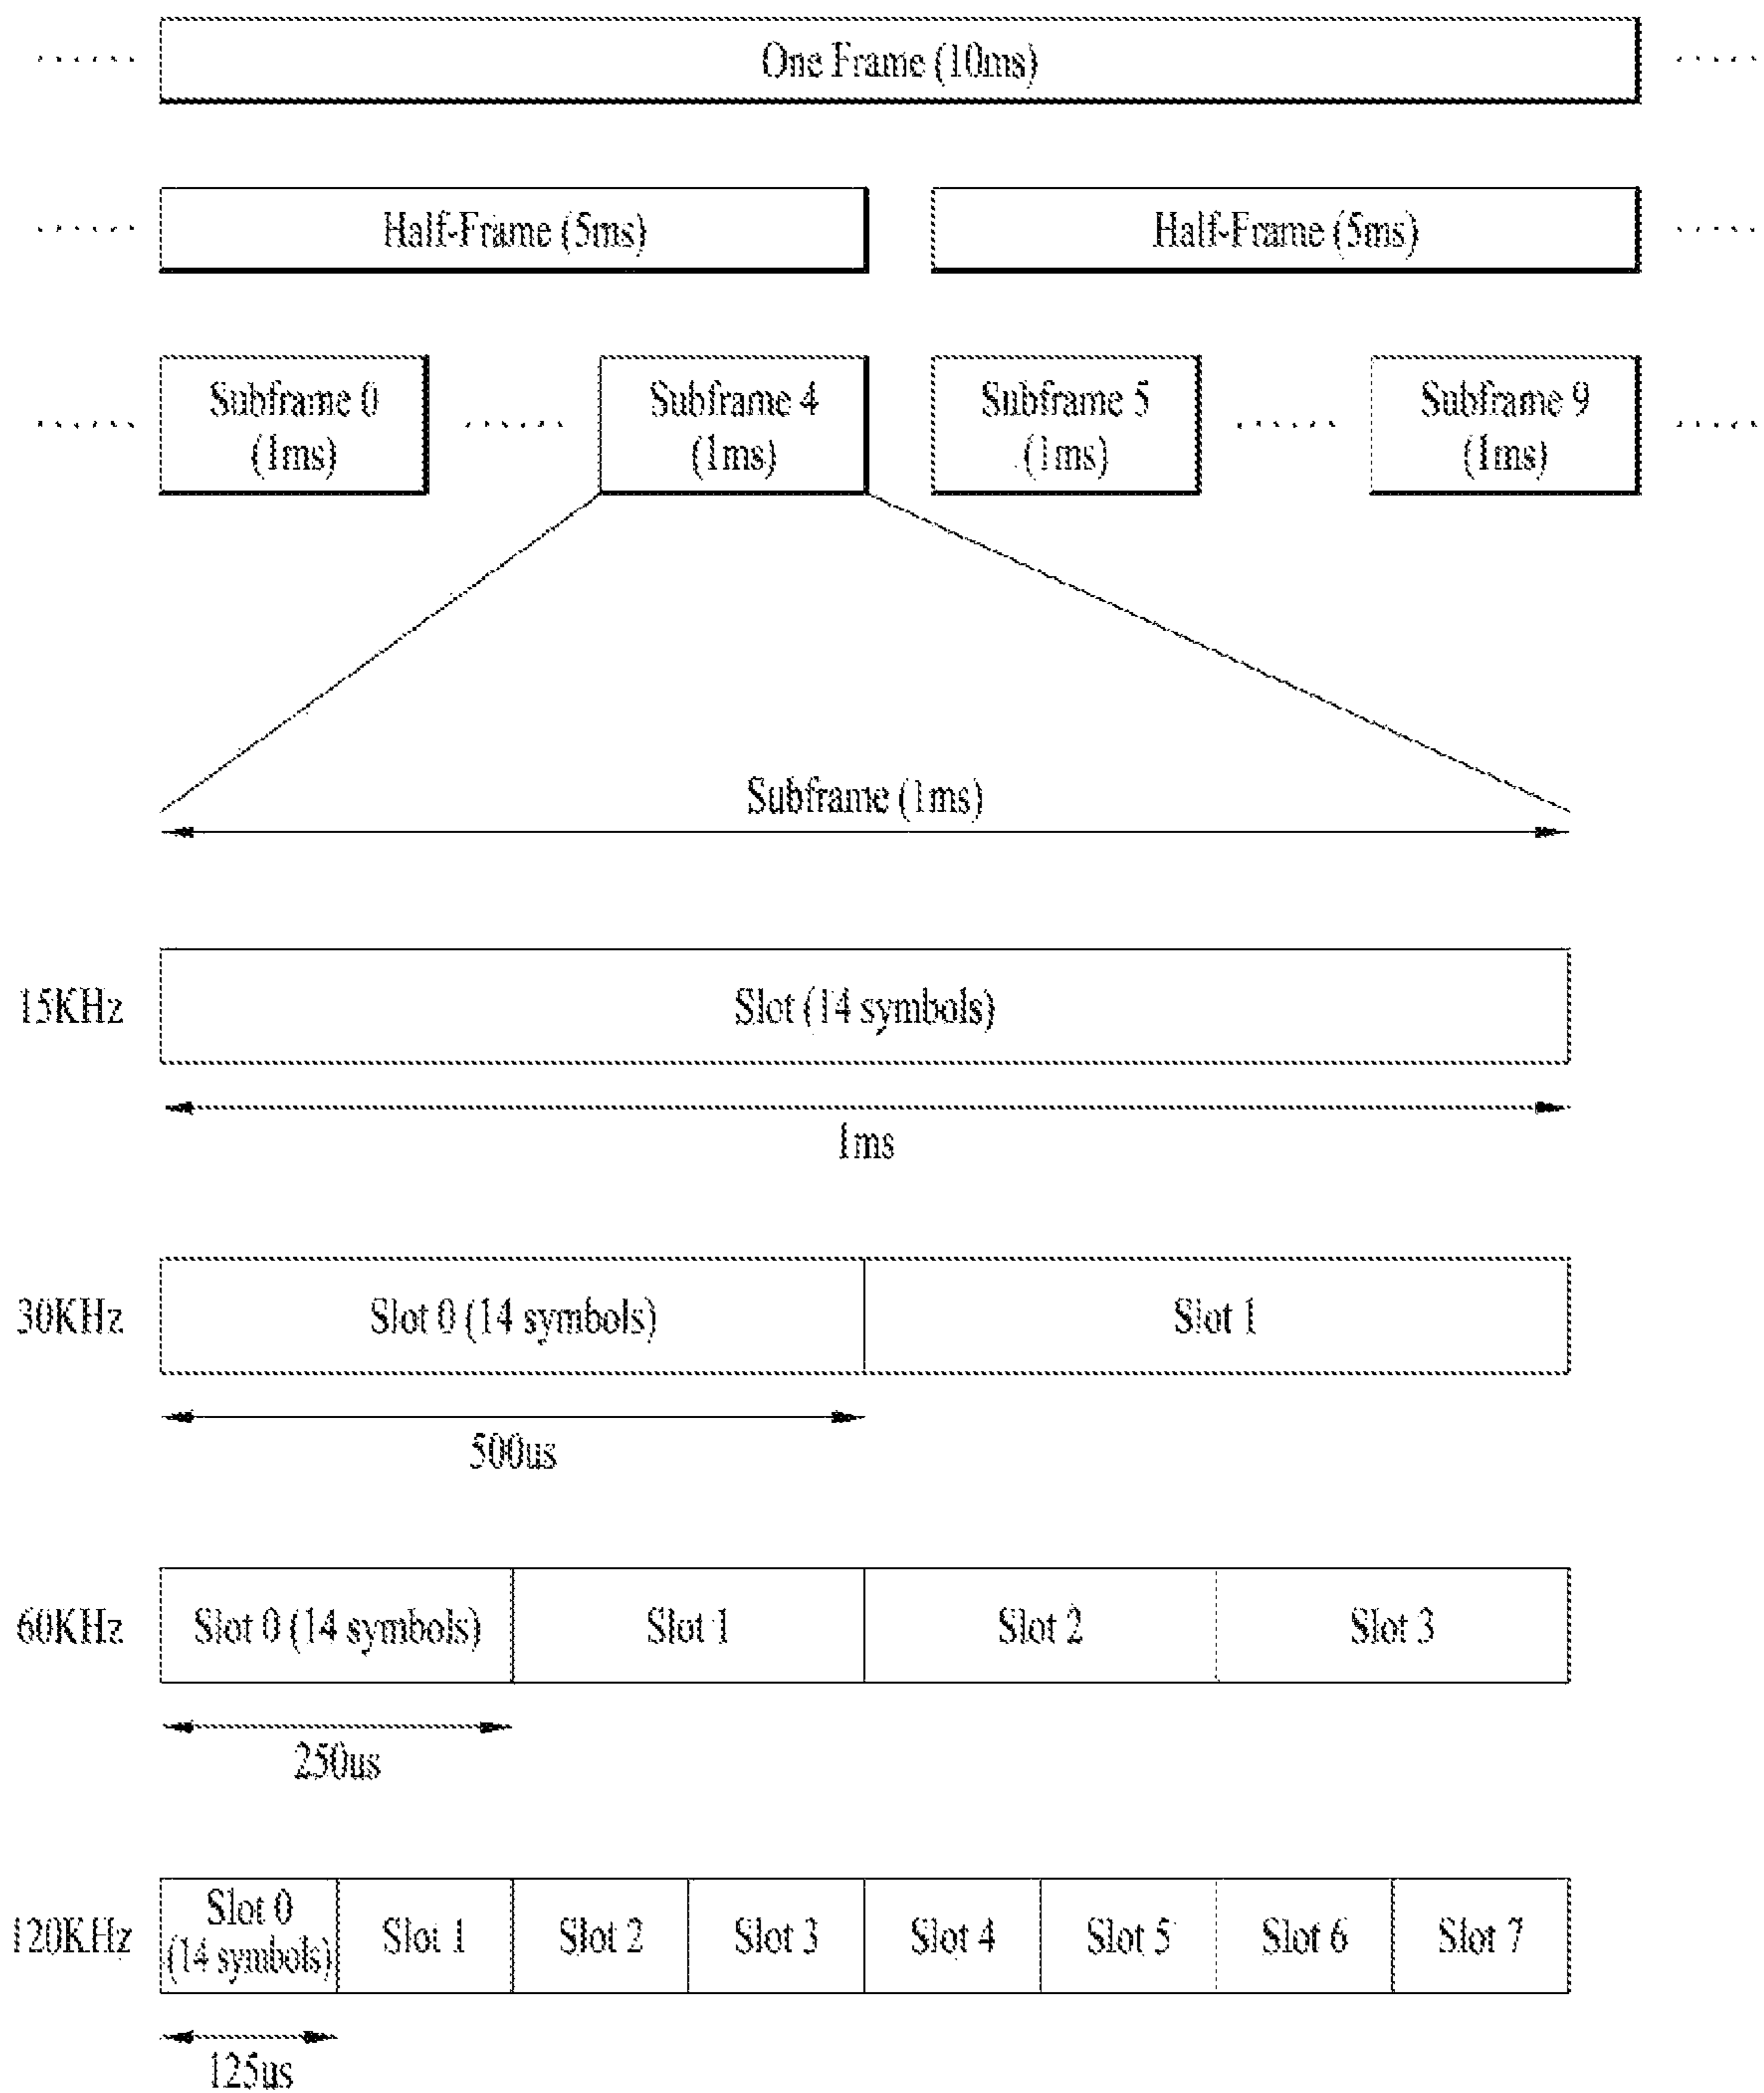 One Frame (10ms)
Half-Frame (5ms) Half-Frame (5ms)
Subframe 0 Subframe 4 Subframe 5 Subframe 9
(1ms) (1ms) (1ms) (1ms)
Subframe (1ms)
15KHz Slot (14 symbols)
1ms
30KHz Slot 0 (14 symbols) Slot 1
500us
60KHz Slot 0 (14 symbols) Slot 1 Slot 2 Slot 3
250us
120KHz Slot 0 (14 symbols) Slot 1 Slot 2 Slot 3 Slot 4 Slot 5 Slot 6 Slot 7
125us